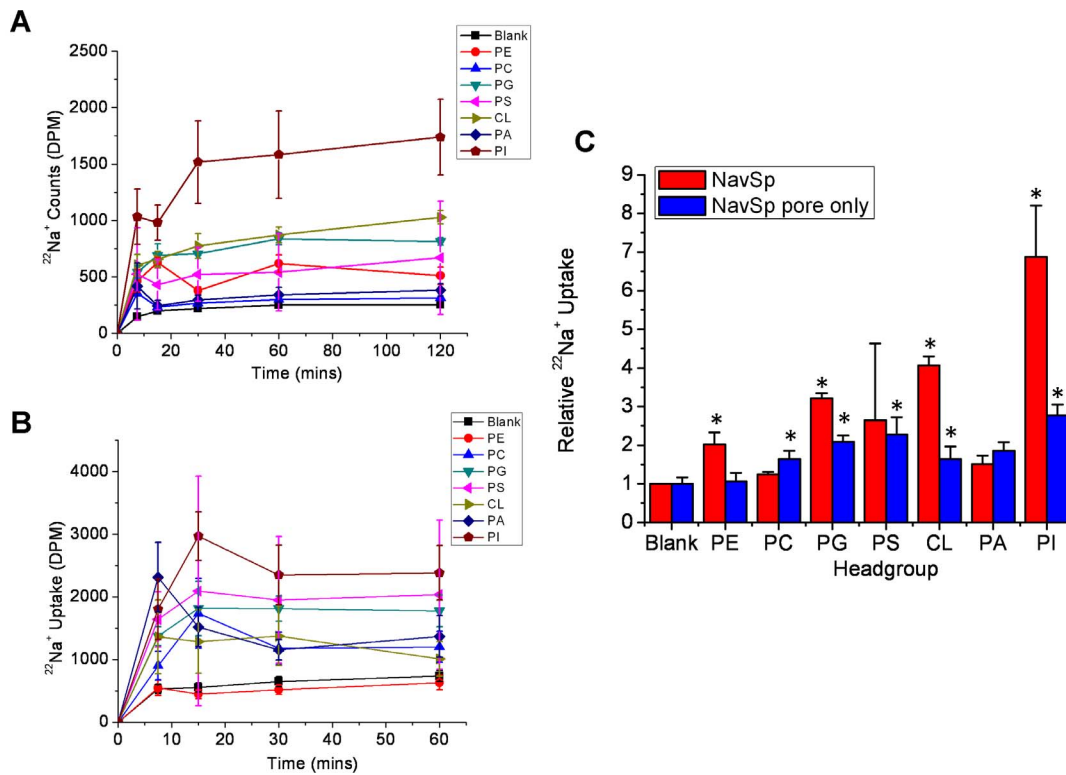 A
Blank
PE
PC
PG
PS
CL
PA
PI
2500
2000
1500
1000
500
0
²²Na⁺ Counts (DPM)
0 20 40 60 80 100 120
Time (mins)
B
Blank
PE
PC
PG
PS
CL
PA
PI
4000
3000
2000
1000
0
²²Na⁺ Uptake (DPM)
0 10 20 30 40 50 60
Time (mins)
C
NavSp
NavSp pore only
9
8
7
6
5
4
3
2
1
0
Relative ²²Na⁺ Uptake
* * * * * * * * *
Blank PE PC PG PS CL PA PI
Headgroup